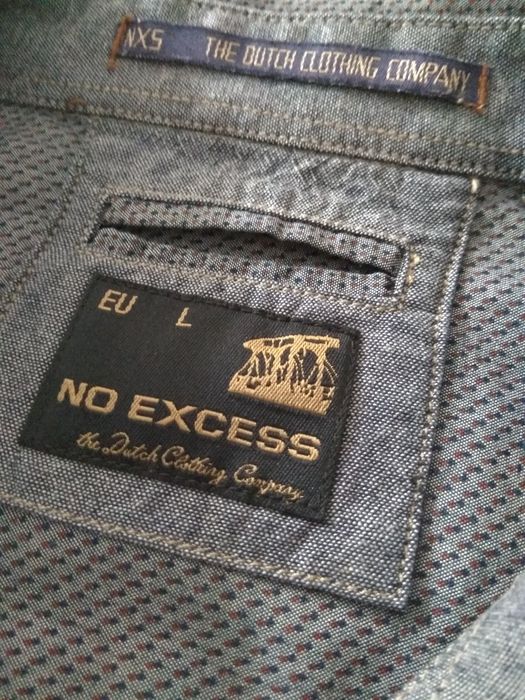 NXS THE DUTCH CLOTHING COMPANY
EU L
NO EXCESS
the Dutch Clothing Company